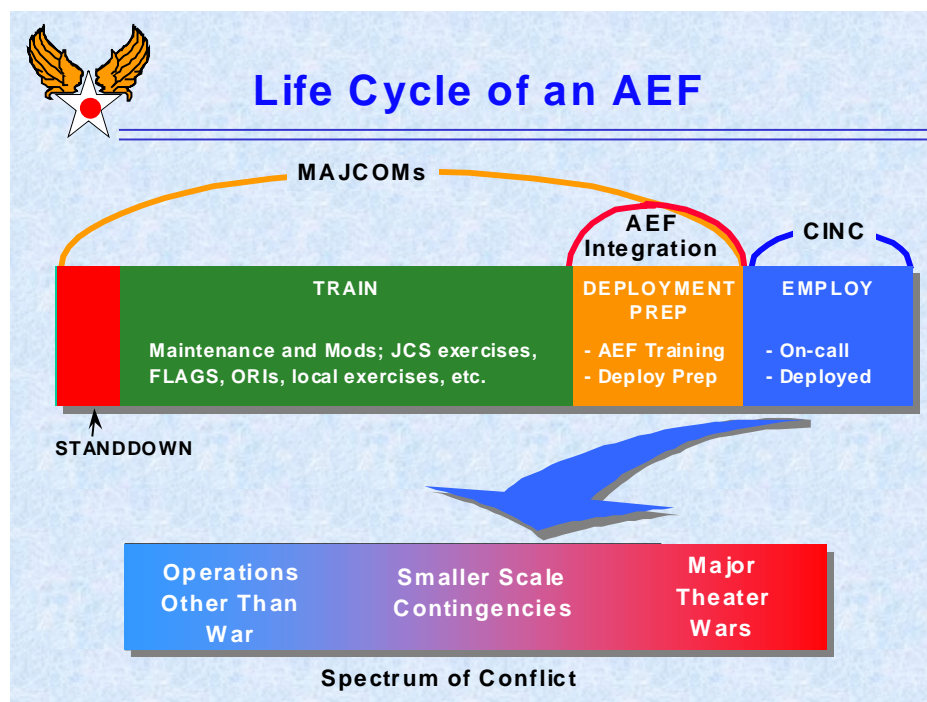 Life Cycle of an AEF
MAJCOMs
AEF
Integration
CINC
TRAIN
Maintenance and Mods; JCS exercises,
FLAGS, ORIs, local exercises, etc.
DEPLOYMENT
PREP
- AEF Training
- Deploy Prep
EMPLOY
- On-call
- Deployed
STANDDOWN
Operations
Other Than
War
Smaller Scale
Contingencies
Major
Theater
Wars
Spectrum of Conflict